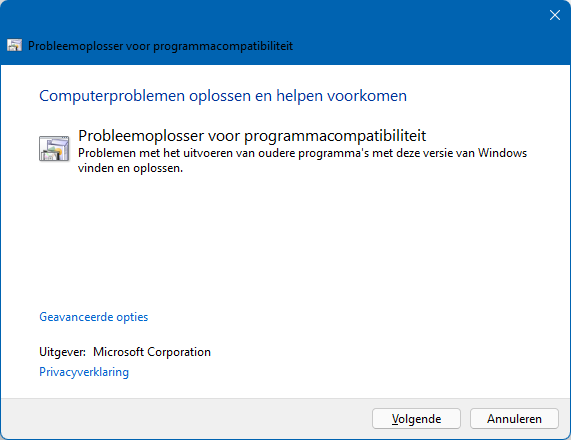 Probleemoplosser voor programmacompatibiliteit
Computerproblemen oplossen en helpen voorkomen
Probleemoplosser voor programmacompatibiliteit
Problemen met het uitvoeren van oudere programma's met deze versie van Windows
vinden en oplossen.
Geavanceerde opties
Uitgever: Microsoft Corporation
Privacyverklaring
Volgende
Annuleren